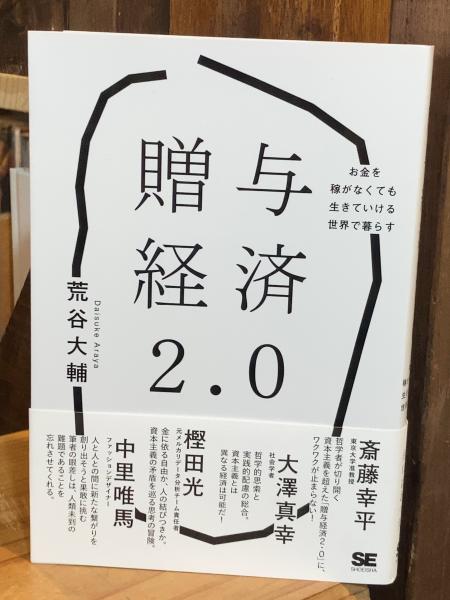 贈与
経済
2.0
お金を
稼がなくても
生きていける
世界で暮らす
荒谷大輔
Daisuke Araya
斎藤幸平
東京大学准教授
哲学者が切り開く
資本主義を超えた「贈与経済2.0」に、
ワクワクが止まらない!
大澤真幸
社会学者
哲学的思索と
実践的配慮の総合。
資本主義とは
異なる経済は可能だ!
樫田光
元メルカリデータ分析チーム責任者
金に依る自由か、人の結びつきか。
資本主義の矛盾を巡る思考の冒険。
中里唯馬
ファッションデザイナー
人と人との間に新たな繋がりを
創り出そうと果敢に挑む
筆者の眼差しは、人類未到の
難題であることを
忘れさせてくれる。
SE
SHOEISHA